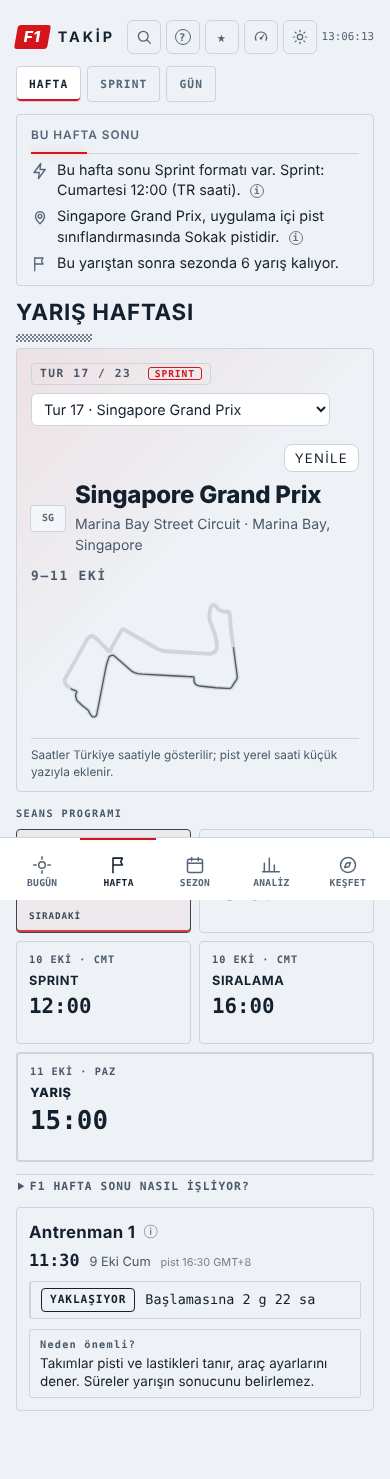 F1 TAKİP ? ★ 13:06:13
HAFTA SPRINT GÜN
BU HAFTA SONU
Bu hafta sonu Sprint formatı var. Sprint:
Cumartesi 12:00 (TR saati). i
Singapore Grand Prix, uygulama içi pist
sınıflandırmasında Sokak pistidir. i
Bu yarıştan sonra sezonda 6 yarış kalıyor.
YARIŞ HAFTASI
TUR 17 / 23 SPRINT
Tur 17 · Singapore Grand Prix
YENİLE
SG
Singapore Grand Prix
Marina Bay Street Circuit · Marina Bay,
Singapore
9–11 EKİ
Saatler Türkiye saatiyle gösterilir; pist yerel saati küçük
yazıyla eklenir.
SEANS PROGRAMI
BUGÜN HAFTA SEZON ANALİZ KEŞFET
SIRADAKİ
10 EKİ · CMT
SPRINT
12:00
10 EKİ · CMT
SIRALAMA
16:00
11 EKİ · PAZ
YARIŞ
15:00
F1 HAFTA SONU NASIL İŞLİYOR?
Antrenman 1 i
11:30 9 Eki Cum pist 16:30 GMT+8
YAKLAŞIYOR Başlamasına 2 g 22 sa
Neden önemli?
Takımlar pisti ve lastikleri tanır, araç ayarlarını
dener. Süreler yarışın sonucunu belirlemez.